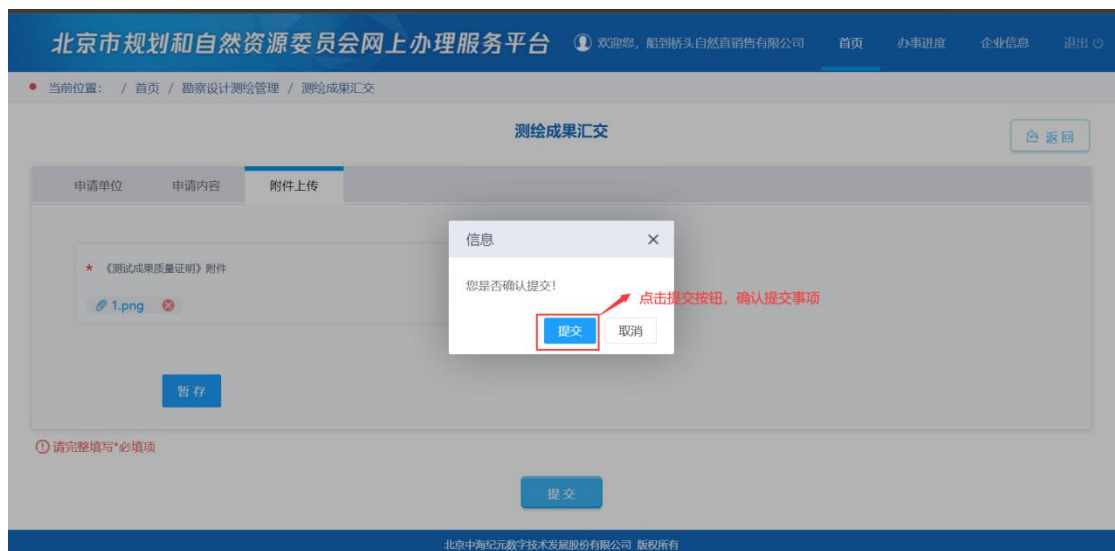 北京市规划和自然资源委员会网上办理服务平台 欢迎您，船到桥头自然直销售有限公司 首页 办事进度 企业信息 退出
当前位置： / 首页 / 勘察设计测绘管理 / 测绘成果汇交
测绘成果汇交
返回
申请单位 申请内容 附件上传
信息
* 《测试成果质量证明》附件
您是否确认提交！
1.png
点击提交按钮，确认提交事项
提交 取消
暂存
请完整填写*必填项
提交
北京中海纪元数字技术发展股份有限公司 版权所有